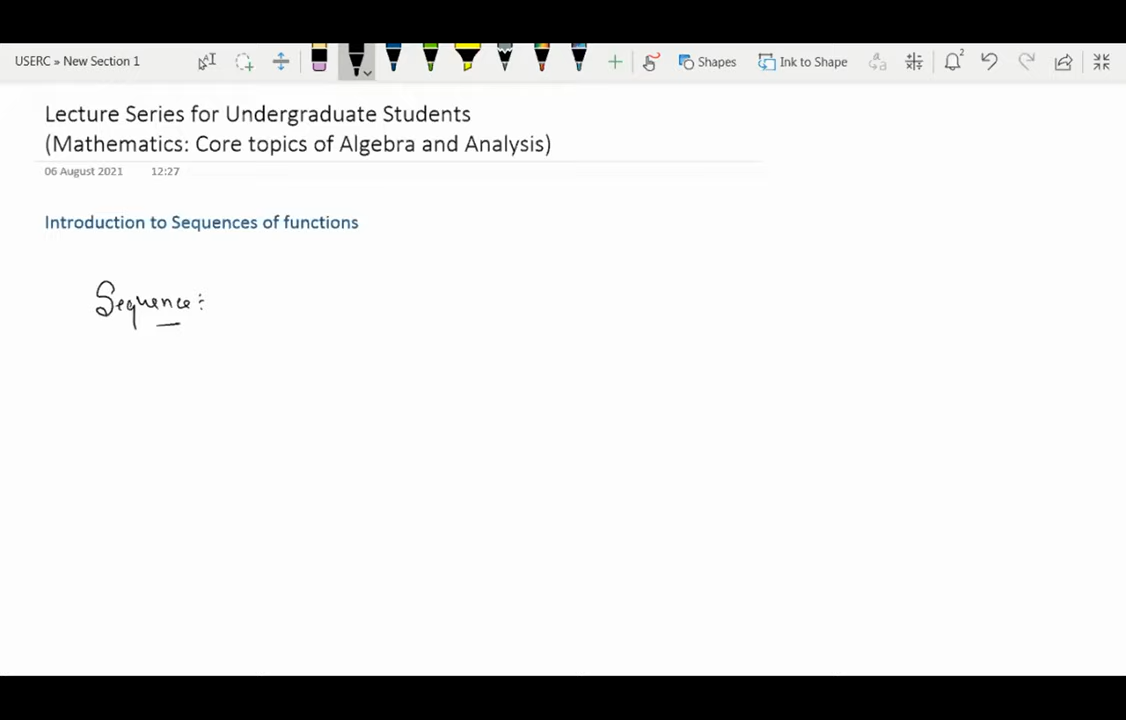 USERC » New Section 1
Shapes
Ink to Shape
2
Lecture Series for Undergraduate Students
(Mathematics: Core topics of Algebra and Analysis)
06 August 2021 12:27
Introduction to Sequences of functions
Sequence: